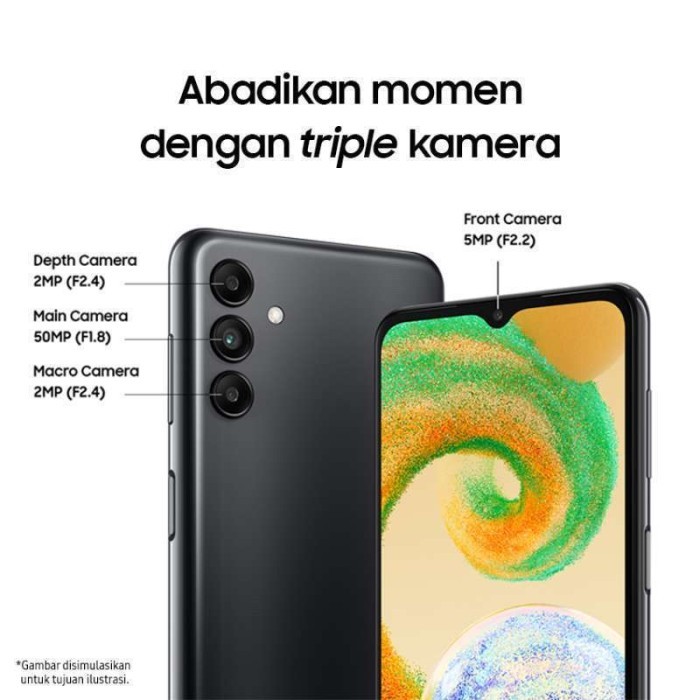 Abadikan momen
dengan triple kamera
Front Camera
5MP (F2.2)
Depth Camera
2MP (F2.4)
Main Camera
50MP (F1.8)
Macro Camera
2MP (F2.4)
*Gambar disimulasikan
untuk tujuan ilustrasi.